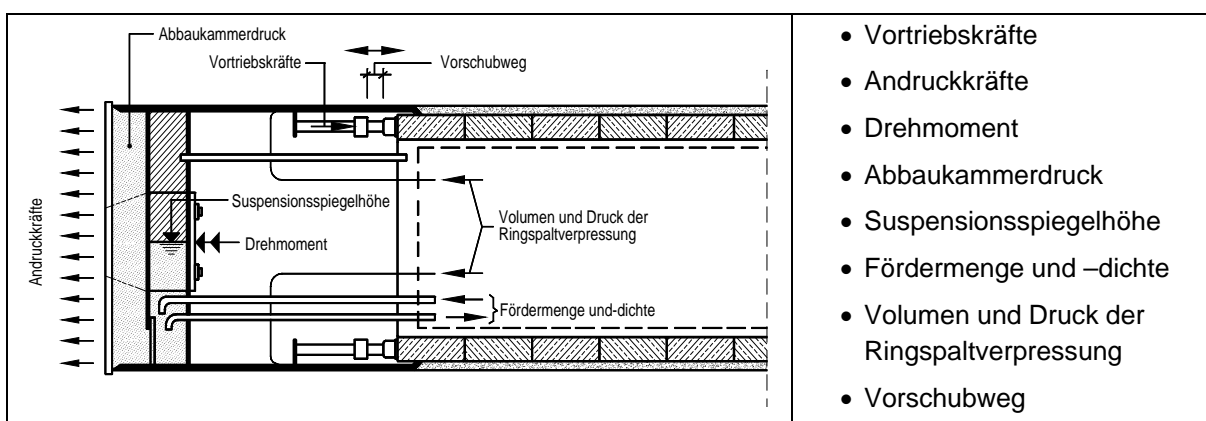 Abbaukammerdruck
Vortriebskräfte
Vorschubweg
Andruckkräfte
Suspensionsspiegelhöhe
Drehmoment
Volumen und Druck der
Ringspaltverpressung
Fördermenge und-dichte
• Vortriebskräfte
• Andruckkräfte
• Drehmoment
• Abbaukammerdruck
• Suspensionsspiegelhöhe
• Fördermenge und –dichte
• Volumen und Druck der
Ringspaltverpressung
• Vorschubweg